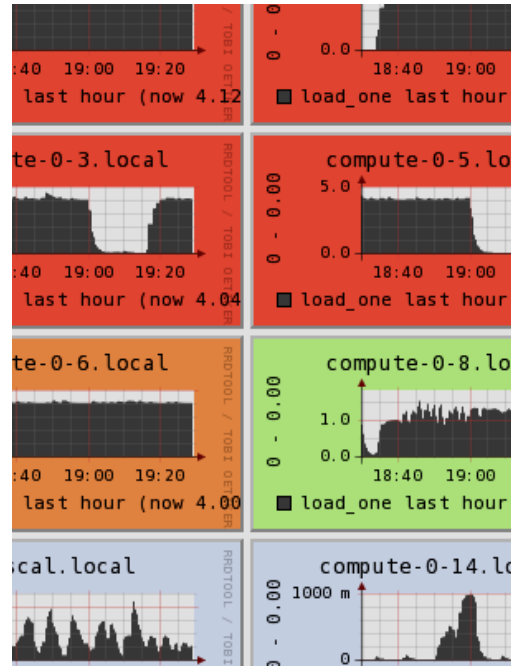 0 - 0
0.0
:40 19:00 19:20
18:40 19:00
last hour (now 4.12
load_one last hour
/ TOBI OETIKER
te-0-3.local
compute-0-5.lo
RRDTOOL / TOBI OETIKER
0 - 0.00
5.0
0.0
:40 19:00 19:20
18:40 19:00
last hour (now 4.04
load_one last hour
te-0-6.local
compute-0-8.lo
RRDTOOL / TOBI OETIKER
0 - 0.00
1.0
0.0
:40 19:00 19:20
18:40 19:00
last hour (now 4.00
load_one last hour
scal.local
compute-0-14.lo
RRDTOOL / TOBI
0 - 0.00
1000 m
0